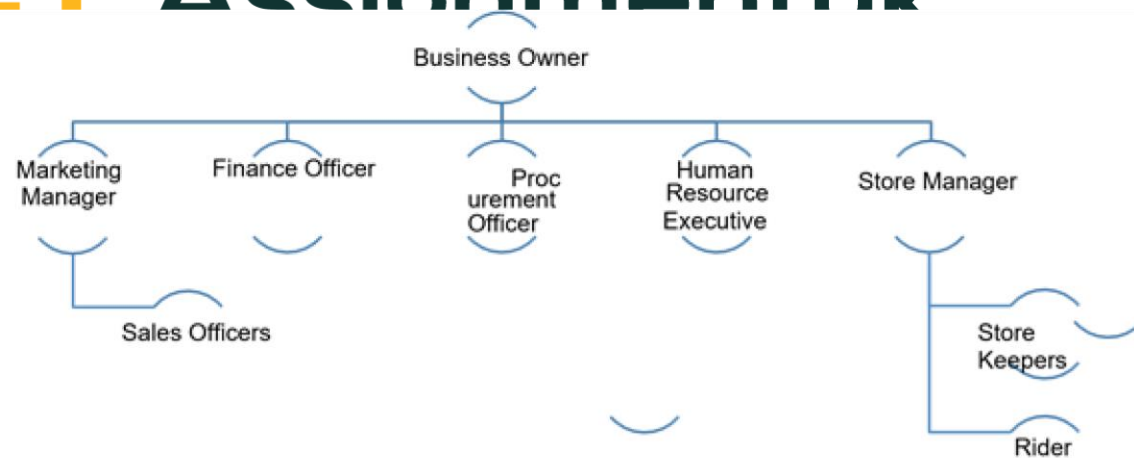 Business Owner
Marketing
Manager
Finance Officer
Proc
urement
Officer
Human
Resource
Executive
Store Manager
Sales Officers
Store
Keepers
Rider